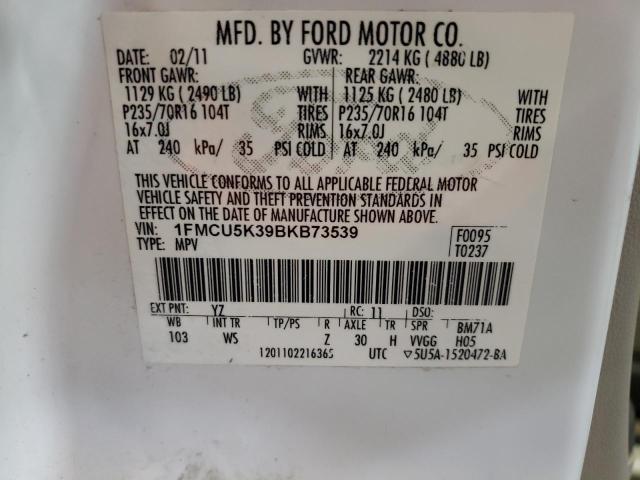 MFD. BY FORD MOTOR CO.
DATE: 02/11 GVWR: 2214 KG ( 4880 LB)
FRONT GAWR: REAR GAWR:
1129 KG ( 2490 LB) WITH 1125 KG ( 2480 LB) WITH
P235/70R16 104T TIRES P235/70R16 104T TIRES
16x7.0J RIMS 16x7.0J RIMS
AT 240 kPa/ 35 PSI COLD AT 240 kPa/ 35 PSI COLD
Ford
THIS VEHICLE CONFORMS TO ALL APPLICABLE FEDERAL MOTOR
VEHICLE SAFETY AND THEFT PREVENTION STANDARDS IN
EFFECT ON THE DATE OF MANUFACTURE SHOWN ABOVE.
VIN: 1FMCU5K39BKB73539 F0095
TYPE: MPV T0237
EXT PNT: YZ RC: 11 DSO:
WB INT TR TP/PS R AXLE TR SPR BM71A
103 WS Z 30 H VVGG H05
1201102216365 UTC ▽5U5A-1520472-BA